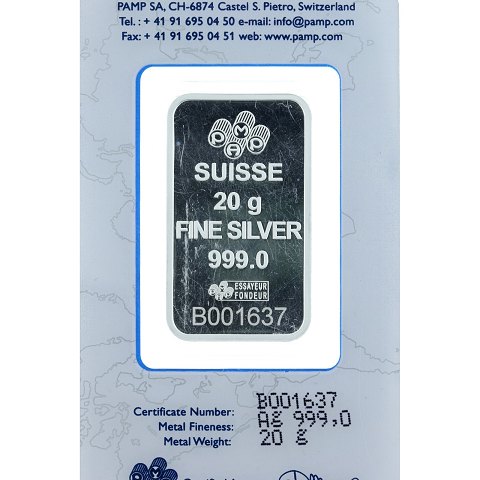 PAMP SA, CH-6874 Castel S. Pietro, Switzerland
Tel.: + 41 91 695 04 50 e-mail: info@pamp.com
Fax: + 41 91 695 04 51 web: www.pamp.com
PAMP
SUISSE
20 g
FINE SILVER
999.0
ESSAYEUR
FONDEUR
B001637
Certificate Number: B001637
Metal Fineness: Ag 999,0
Metal Weight: 20 g